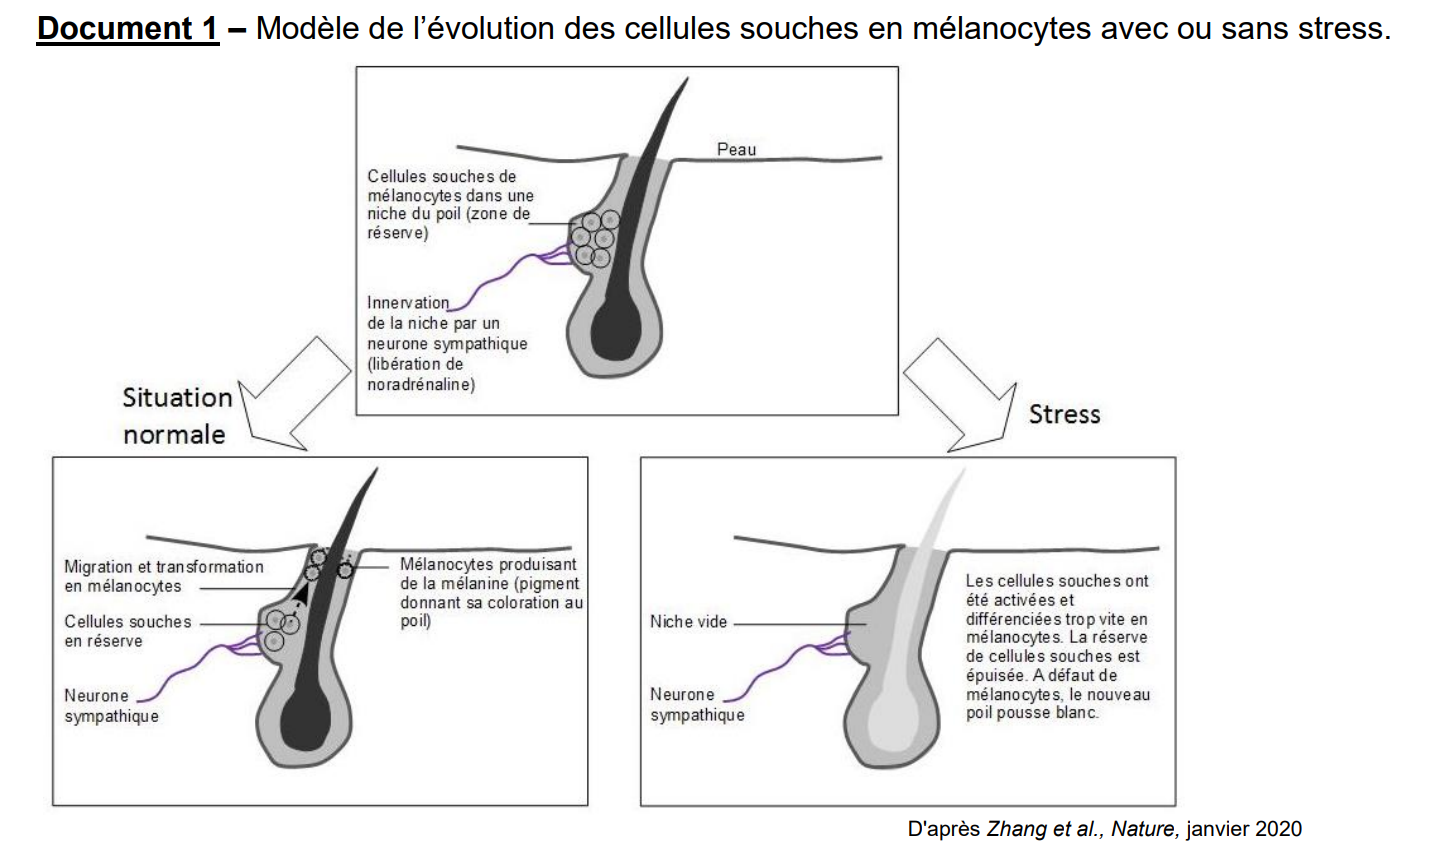 Document 1 – Modèle de l’évolution des cellules souches en mélanocytes avec ou sans stress.
Peau
Cellules souches de
mélanocytes dans une
niche du poil (zone de
réserve)
Innervation
de la niche par un
neurone sympathique
(libération de
noradrénaline)
Situation
normale
Stress
Migration et transformation
en mélanocytes
Cellules souches
en réserve
Neurone
sympathique
Mélanocytes produisant
de la mélanine (pigment
donnant sa coloration au
poil)
Niche vide
Neurone
sympathique
Les cellules souches ont
été activées et
différenciées trop vite en
mélanocytes. La réserve
de cellules souches est
épuisée. A défaut de
mélanocytes, le nouveau
poil pousse blanc.
D'après Zhang et al., Nature, janvier 2020